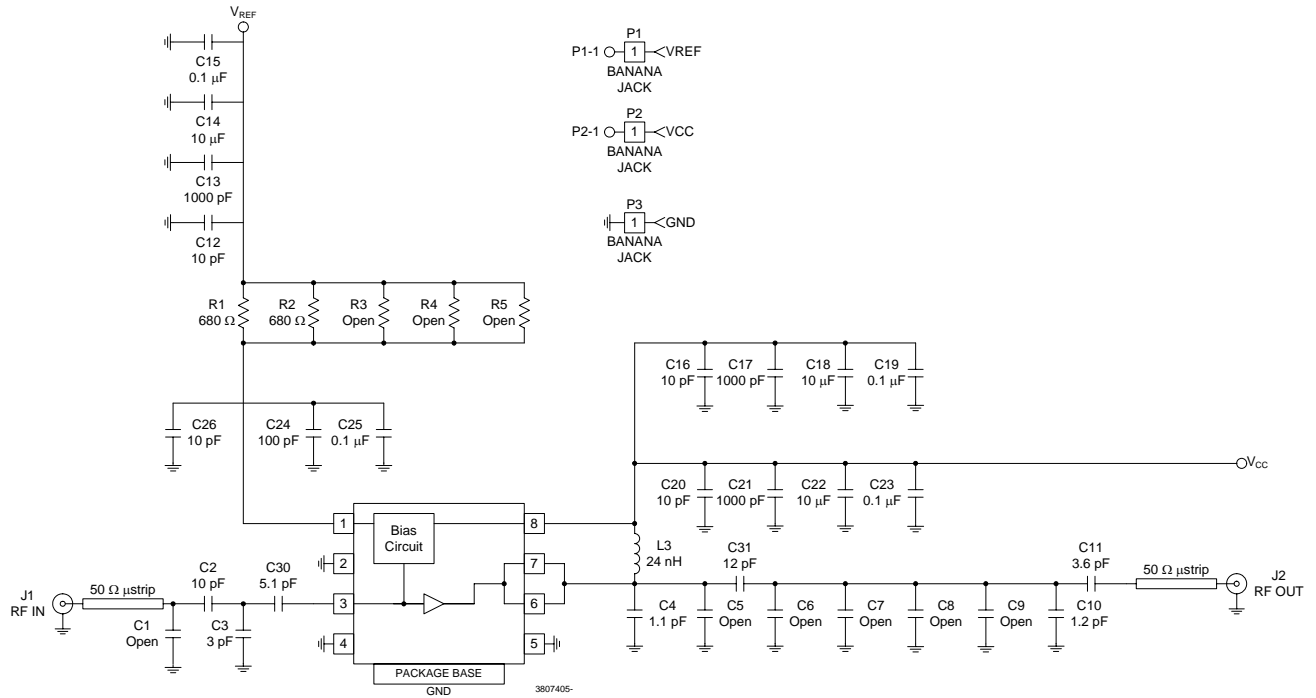 VREF
C15
0.1 µF
C14
10 µF
C13
1000 pF
C12
10 pF
P1
P1-1 1 VREF
BANANA
JACK
P2
P2-1 1 VCC
BANANA
JACK
P3
1 GND
BANANA
JACK
R1
680 Ω
R2
680 Ω
R3
Open
R4
Open
R5
Open
C16
10 pF
C17
1000 pF
C18
10 µF
C19
0.1 µF
C26
10 pF
C24
100 pF
C25
0.1 µF
VCC
C20
10 pF
C21
1000 pF
C22
10 µF
C23
0.1 µF
1
Bias
Circuit
8
2
7
3
6
4
5
PACKAGE BASE
GND
3807405-
L3
24 nH
J1
RF IN
50 Ω µstrip
C1
Open
C2
10 pF
C3
3 pF
C30
5.1 pF
C31
12 pF
C4
1.1 pF
C5
Open
C6
Open
C7
Open
C8
Open
C9
Open
C10
1.2 pF
C11
3.6 pF
50 Ω µstrip
J2
RF OUT